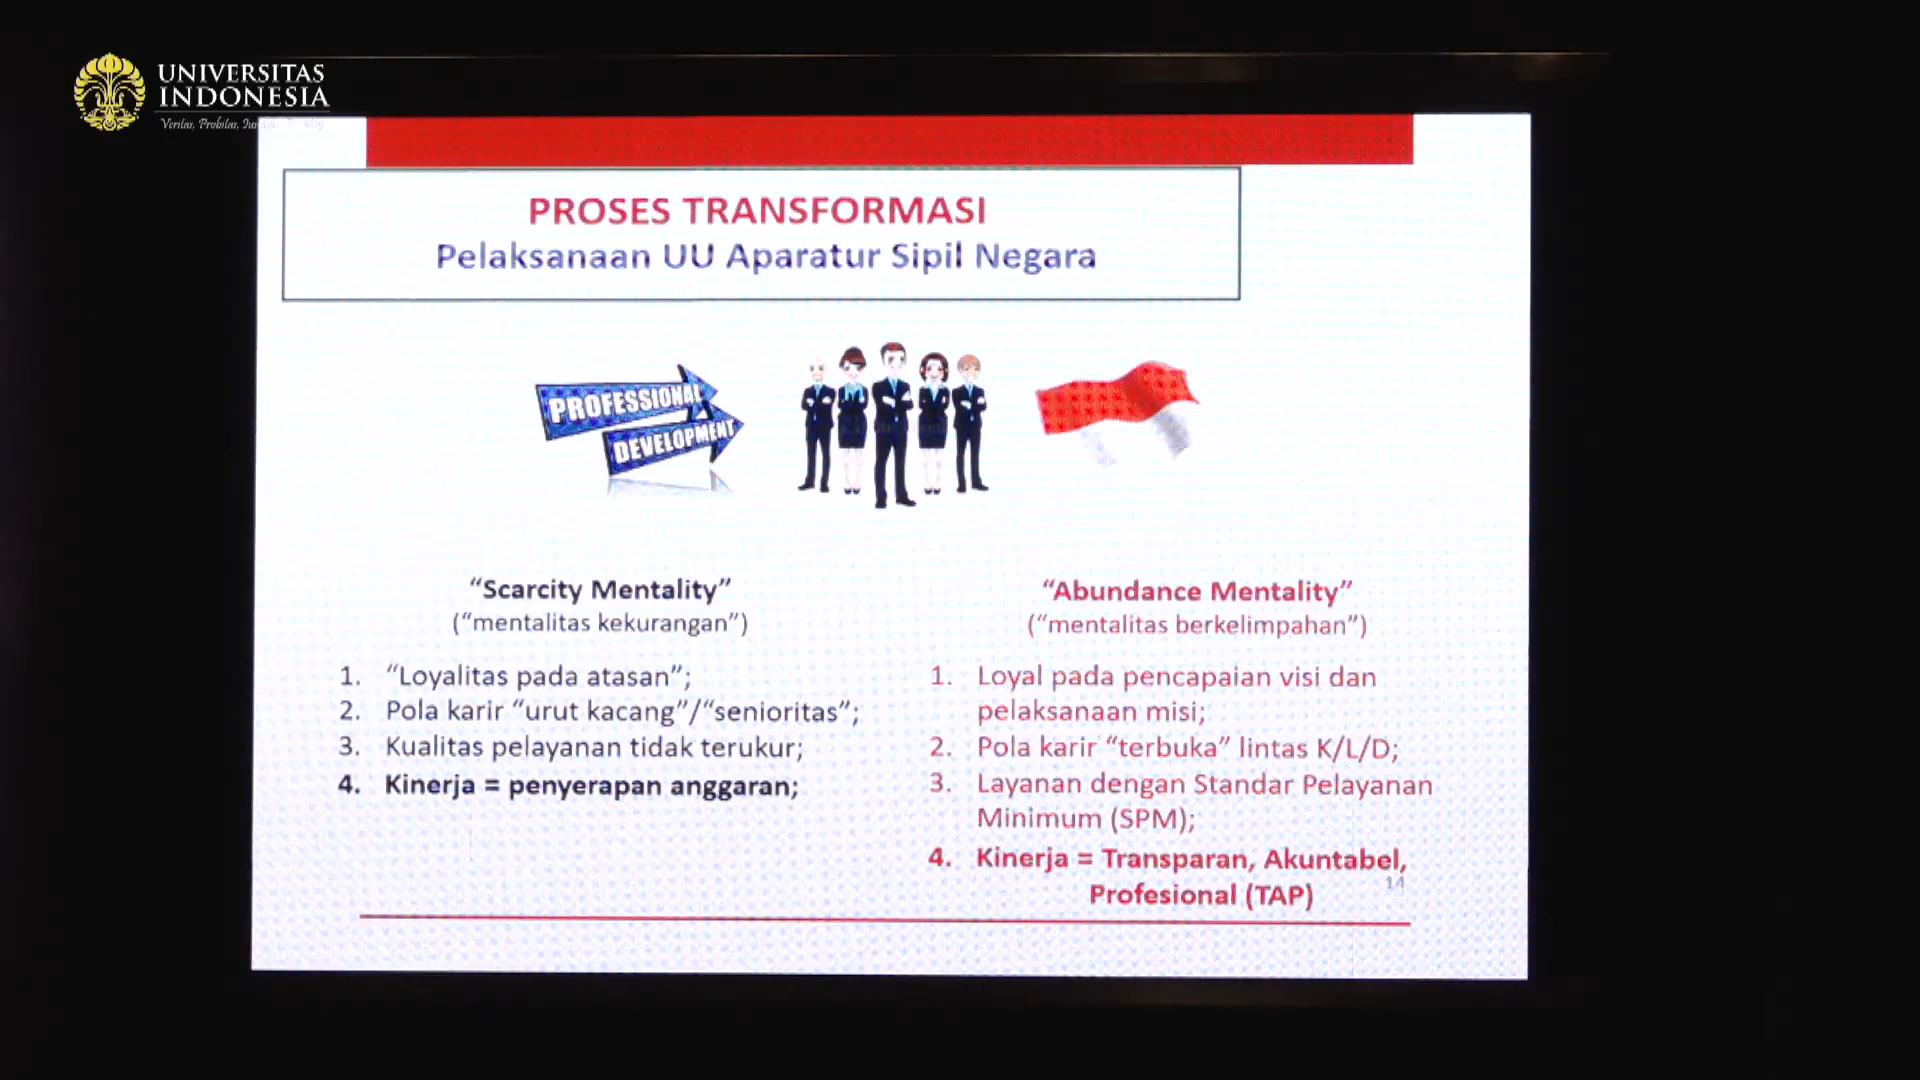 UNIVERSITAS
INDONESIA
Veritas, Probitas,
PROSES TRANSFORMASI
Pelaksanaan UU Aparatur Sipil Negara
PROFESSIONAL
DEVELOPMENT
“Scarcity Mentality”
(“mentalitas kekurangan”)
1. “Loyalitas pada atasan”;
2. Pola karir “urut kacang”/“senioritas”;
3. Kualitas pelayanan tidak terukur;
4. Kinerja = penyerapan anggaran;
“Abundance Mentality”
(“mentalitas berkelimpahan”)
1. Loyal pada pencapaian visi dan
pelaksanaan misi;
2. Pola karir “terbuka” lintas K/L/D;
3. Layanan dengan Standar Pelayanan
Minimum (SPM);
4. Kinerja = Transparan, Akuntabel,
Profesional (TAP)
14